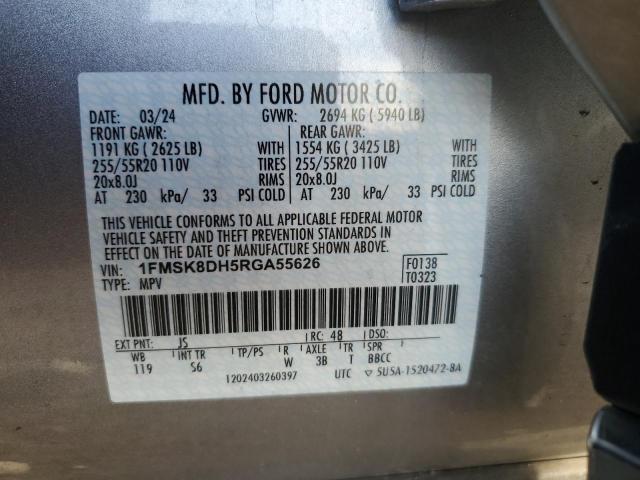 MFD. BY FORD MOTOR CO.
DATE: 03/24 GVWR: 2694 KG ( 5940 LB)
FRONT GAWR: REAR GAWR:
1191 KG ( 2625 LB) WITH 1554 KG ( 3425 LB) WITH
255/55R20 110V TIRES 255/55R20 110V TIRES
20x8.0J RIMS 20x8.0J RIMS
AT 230 kPa/ 33 PSI COLD AT 230 kPa/ 33 PSI COLD
THIS VEHICLE CONFORMS TO ALL APPLICABLE FEDERAL MOTOR
VEHICLE SAFETY AND THEFT PREVENTION STANDARDS IN
EFFECT ON THE DATE OF MANUFACTURE SHOWN ABOVE.
VIN: 1FMSK8DH5RGA55626 F0138
TYPE: MPV T0323
EXT PNT: JS RC: 48 DSO:
WB INT TR TP/PS R AXLE TR SPR
119 S6 W 3B T BBCC
1202403260397 UTC ▽ 5U5A-1520472-8A